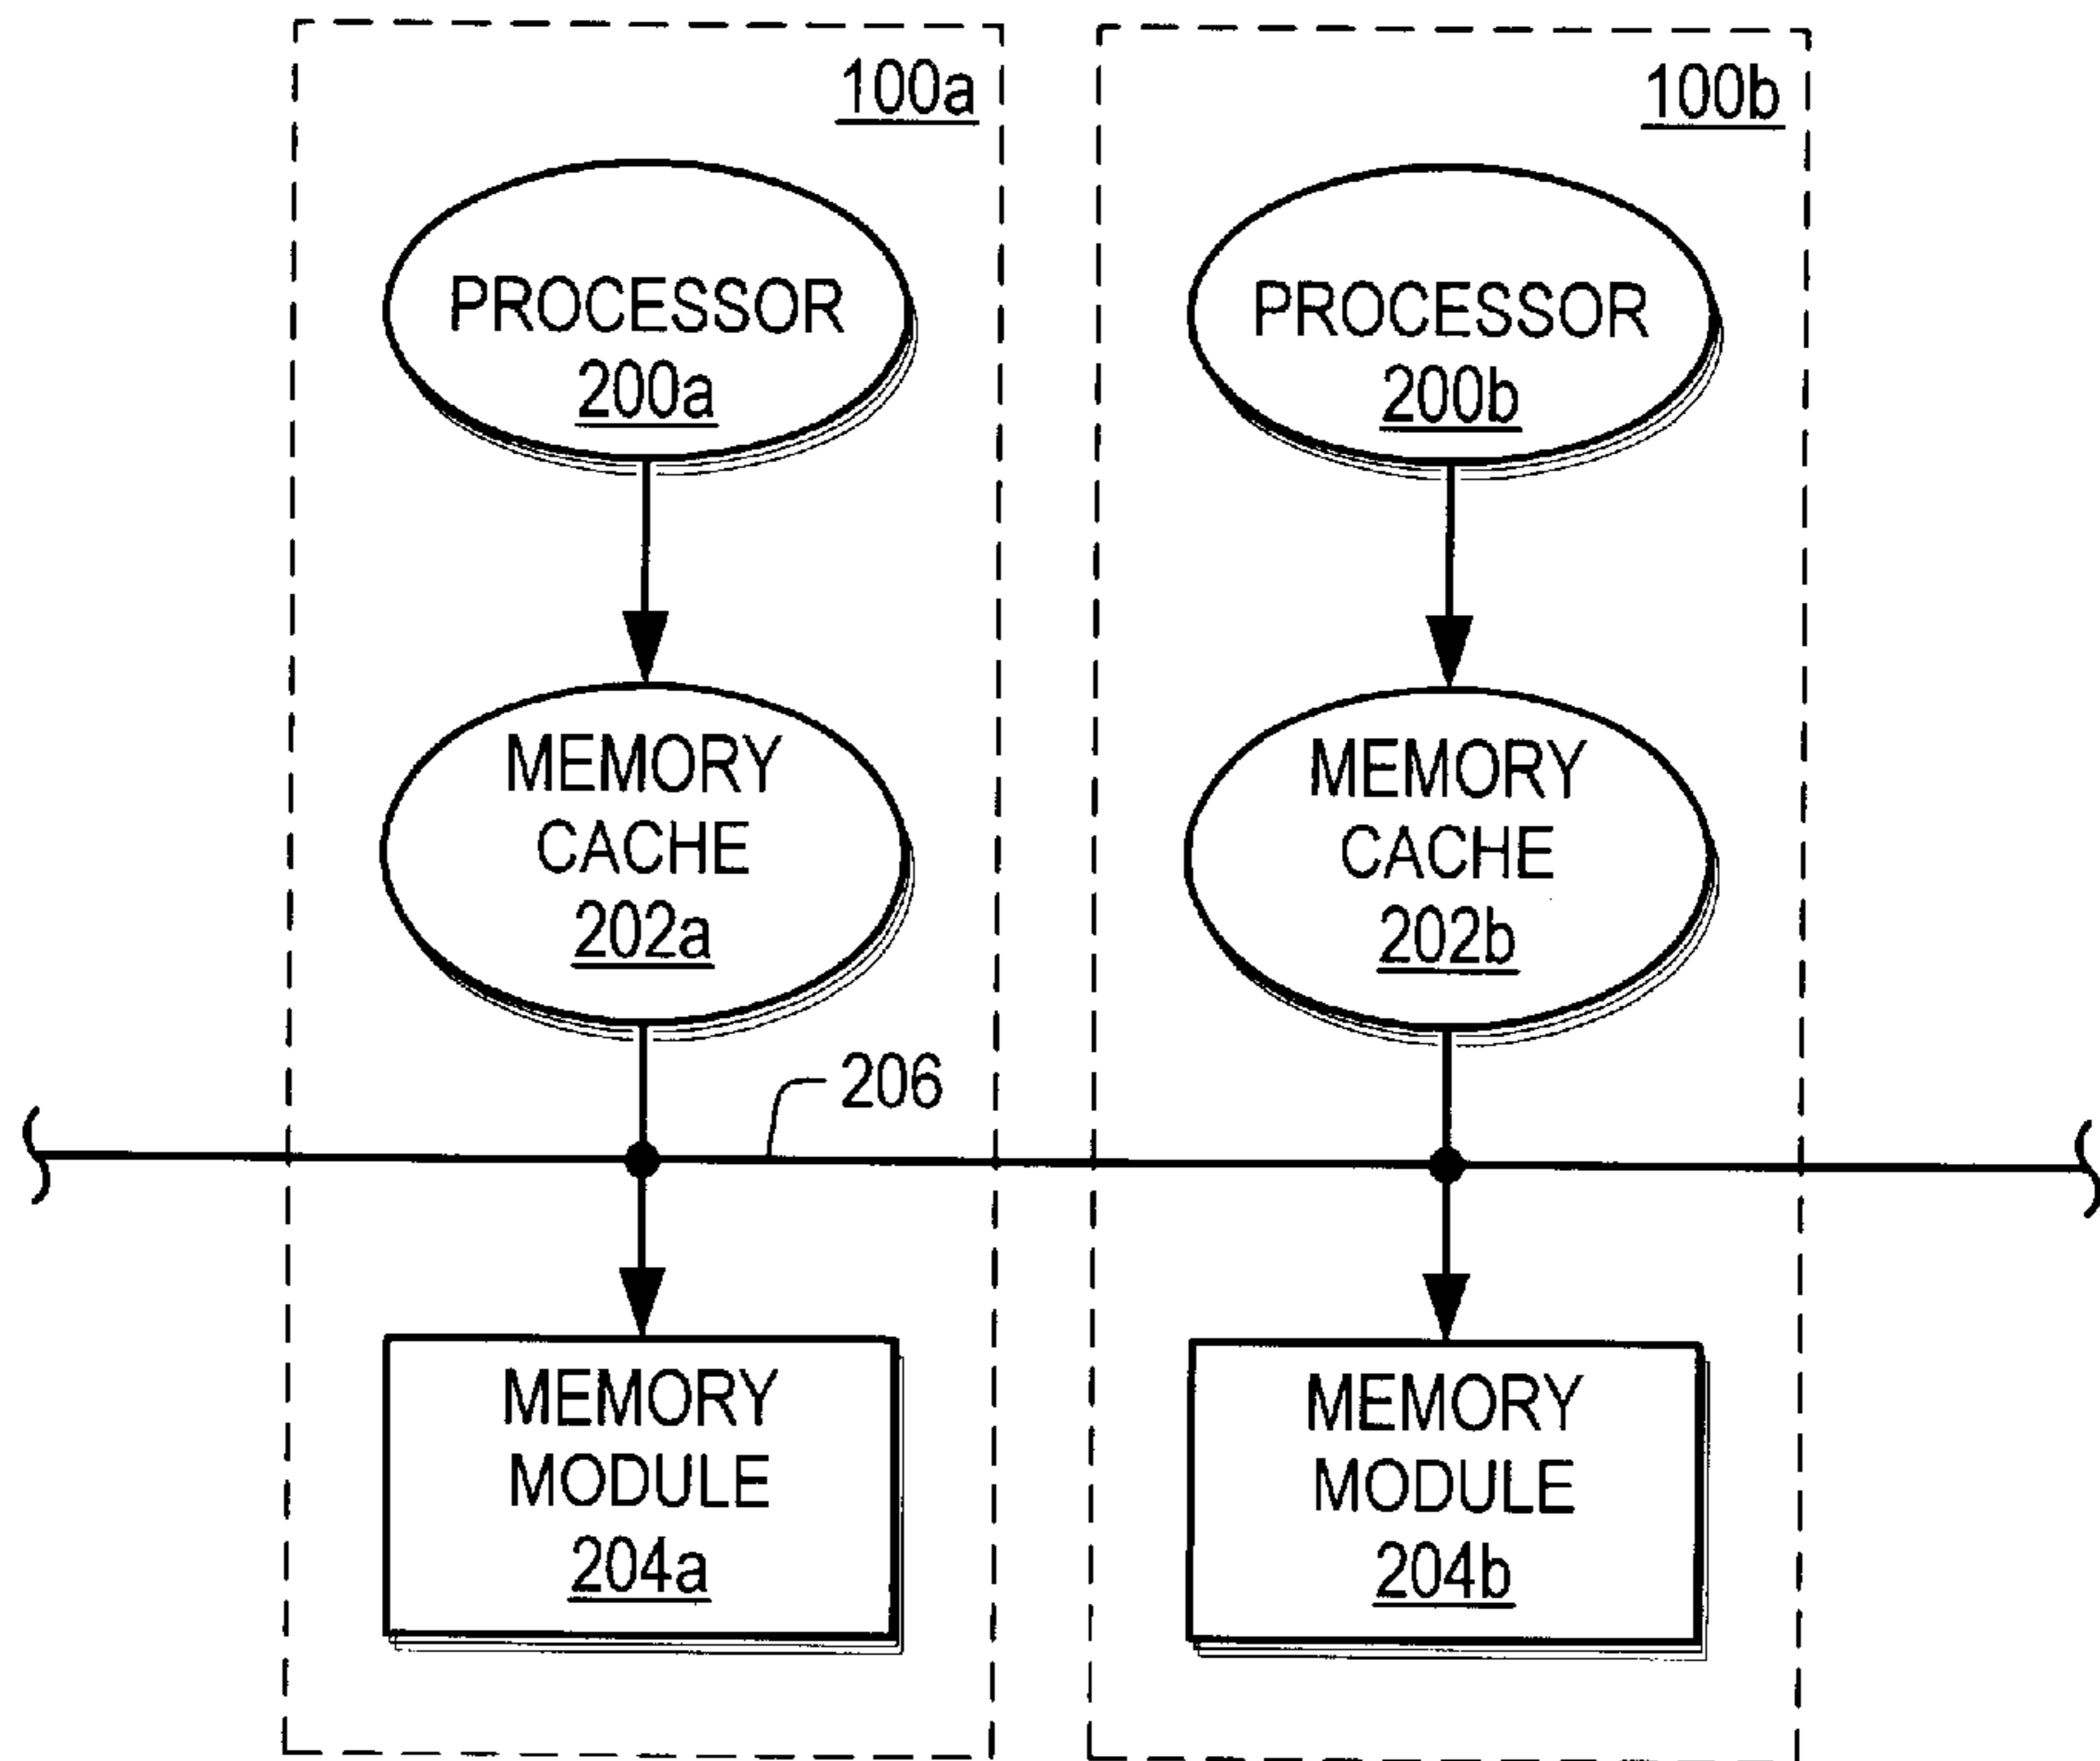 100a
100b
PROCESSOR
200a
PROCESSOR
200b
MEMORY
CACHE
202a
MEMORY
CACHE
202b
206
MEMORY
MODULE
204a
MEMORY
MODULE
204b